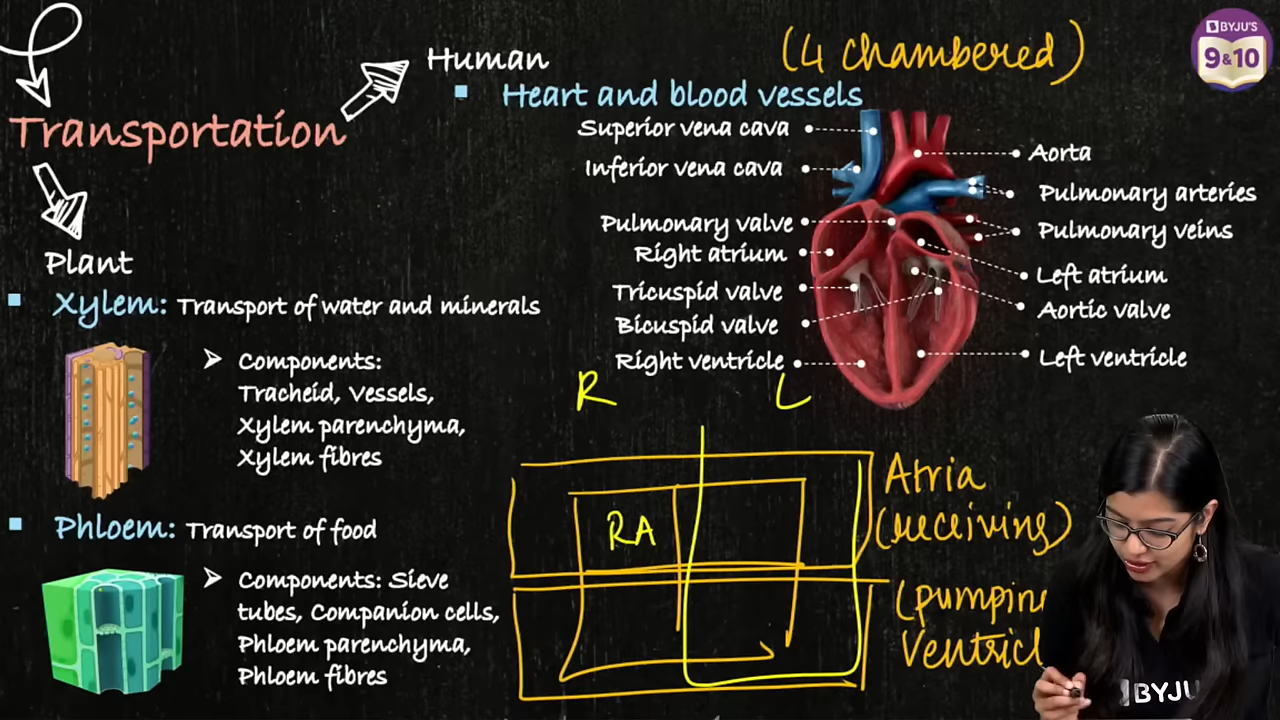 Human
(4 chambered)
BYJU'S
9&10
Heart and blood vessels
Transportation
Superior vena cava
Inferior vena cava
Pulmonary valve
Right atrium
Tricuspid valve
Bicuspid valve
Right ventricle
Aorta
Pulmonary arteries
Pulmonary veins
Left atrium
Aortic valve
Left ventricle
Plant
Xylem: Transport of water and minerals
Components:
Tracheid, Vessels,
Xylem parenchyma,
Xylem fibres
Phloem: Transport of food
Components: Sieve
tubes, Companion cells,
Phloem parenchyma,
Phloem fibres
R L
RA
Atria
(receiving)
(pumping
Ventricl
BYJU